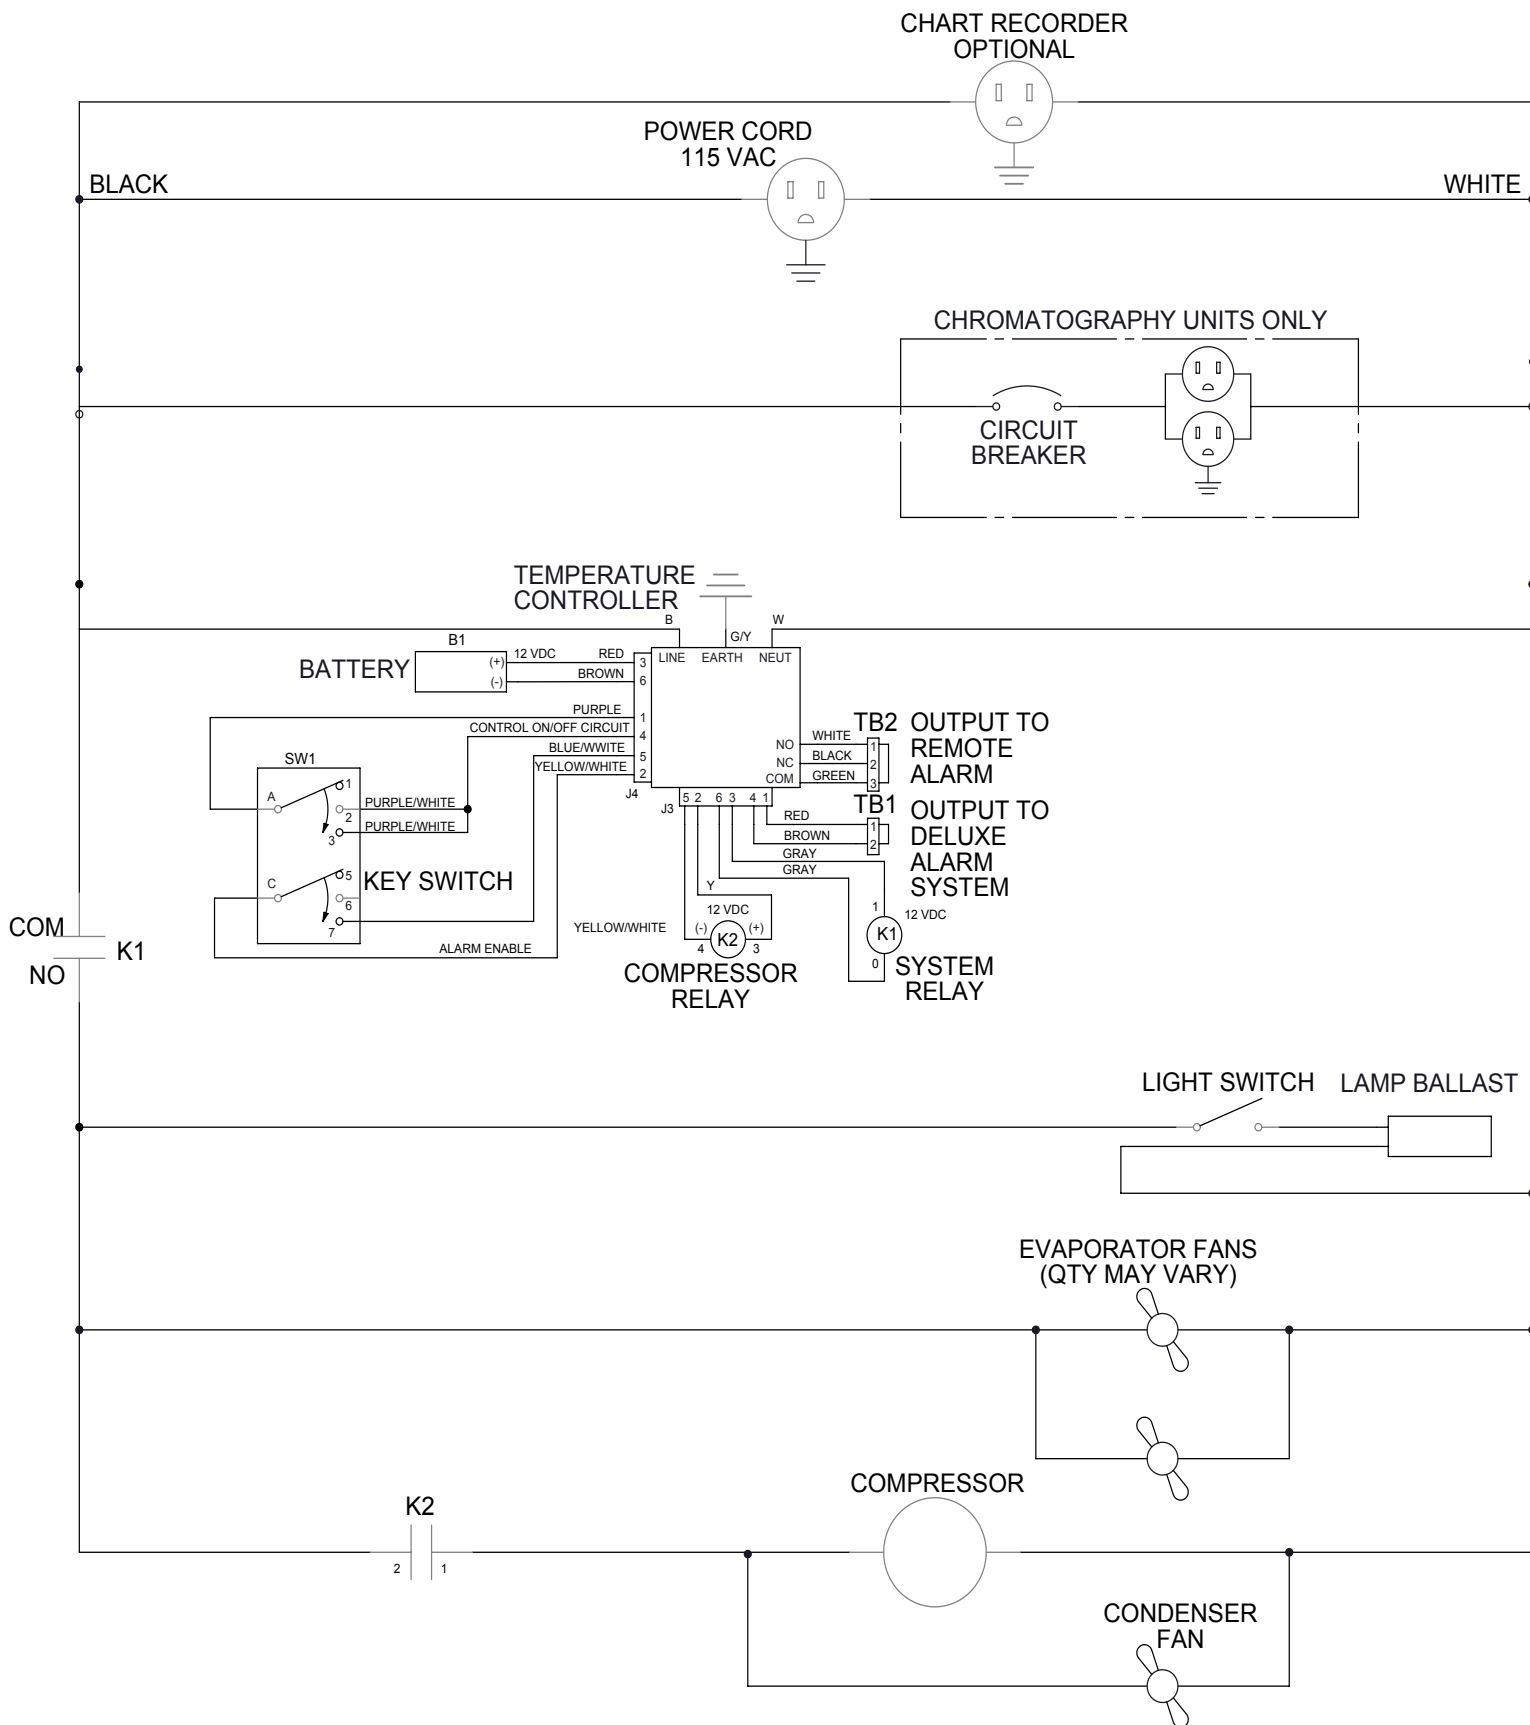 CHART RECORDER
OPTIONAL
POWER CORD
115 VAC
BLACK
WHITE
CHROMATOGRAPHY UNITS ONLY
CIRCUIT
BREAKER
TEMPERATURE
CONTROLLER
B
G/Y
W
B1
BATTERY
(+)
(-)
12 VDC
RED
BROWN
3
6
LINE
EARTH
NEUT
PURPLE
1
CONTROL ON/OFF CIRCUIT
4
BLUE/WWITE
5
YELLOW/WHITE
2
J4
NO
NC
COM
WHITE
BLACK
GREEN
1
2
3
TB2
OUTPUT TO
REMOTE
ALARM
SW1
A
1
2
3
PURPLE/WHITE
PURPLE/WHITE
C
5
6
7
KEY SWITCH
J3
5 2 6 3 4 1
RED
BROWN
GRAY
GRAY
1
2
TB1
OUTPUT TO
DELUXE
ALARM
SYSTEM
Y
12 VDC
YELLOW/WHITE
(-)
(+)
K2
4
3
COMPRESSOR
RELAY
1
12 VDC
K1
0
SYSTEM
RELAY
ALARM ENABLE
COM
K1
NO
LIGHT SWITCH
LAMP BALLAST
EVAPORATOR FANS
(QTY MAY VARY)
COMPRESSOR
K2
2
1
CONDENSER
FAN